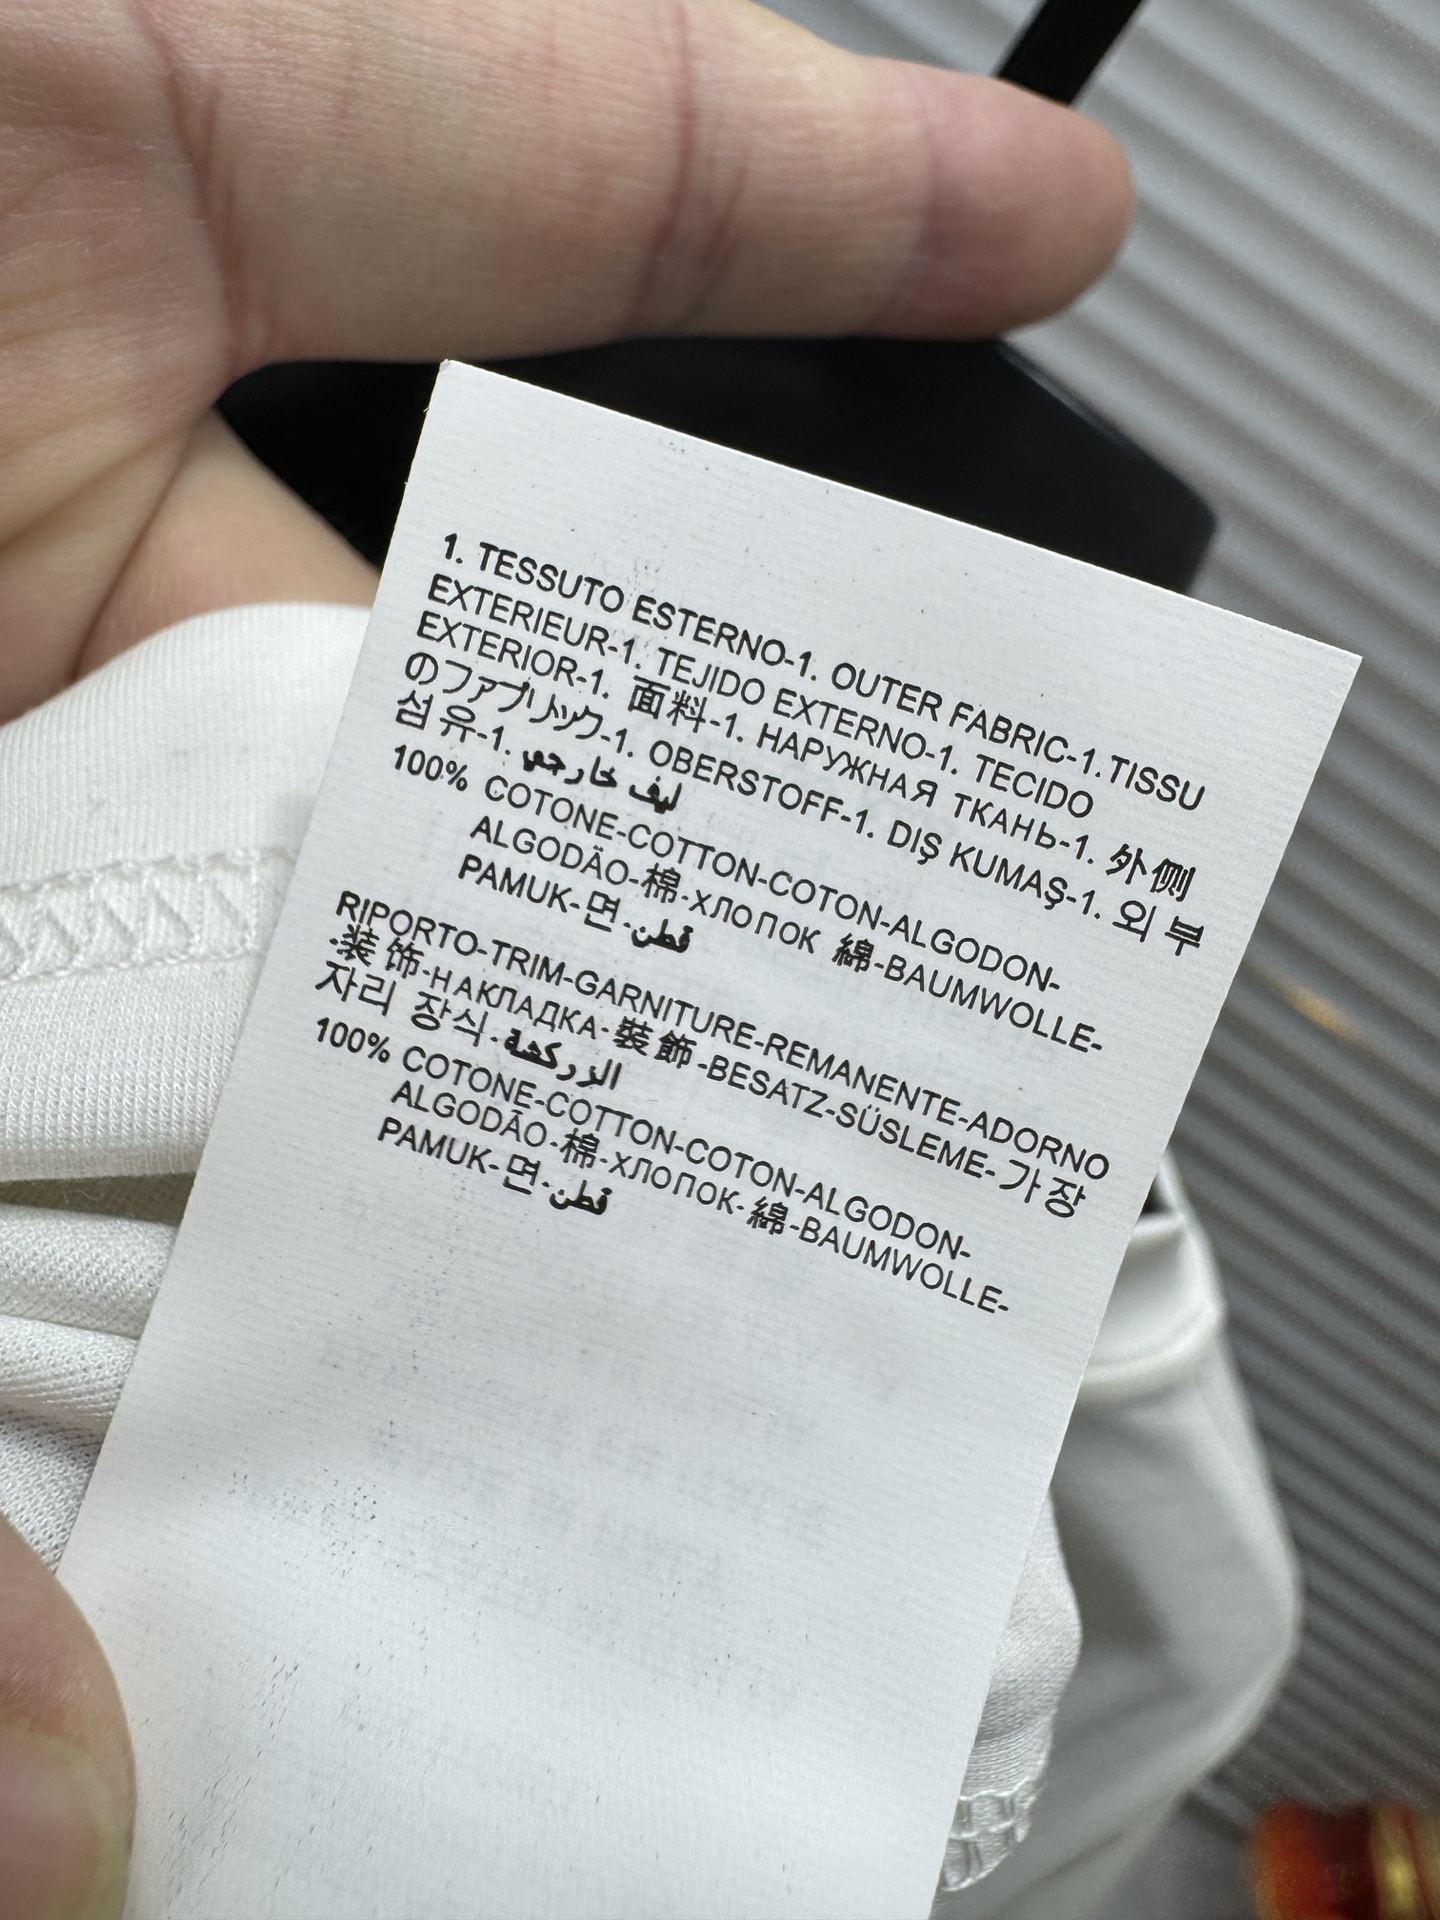 1. TESSUTO ESTERNO-1. OUTER FABRIC-1.TISSU
EXTERIEUR-1. TEJIDO EXTERNO-1. TECIDO
EXTERIOR-1. 面料-1. НАРУЖНАЯ ТКАНЬ-1. 外側
のファブリック-1. OBERSTOFF-1. DIŞ KUMAŞ-1. 외부
섬유-1. ليف خارجي
100% COTONE-COTTON-COTON-ALGODON-
ALGODÃO-棉-ХЛОПОК 綿-BAUMWOLLE-
PAMUK-면-قطن
RIPORTO-TRIM-GARNITURE-REMANENTE-ADORNO
-装饰-НАКЛАДКА-裝飾-BESATZ-SÜSLEME-가장
자리 장식-الزركشة
100% COTONE-COTTON-COTON-ALGODON-
ALGODÃO-棉-ХЛОПОК-綿-BAUMWOLLE-
PAMUK-면-قطن